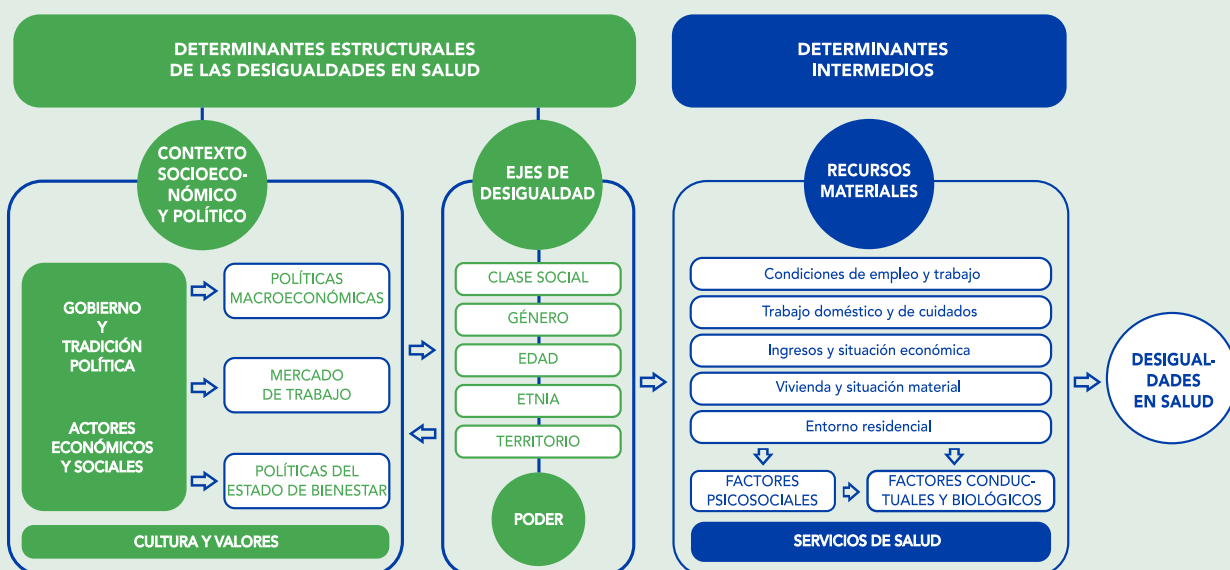 DETERMINANTES ESTRUCTURALES
DE LAS DESIGUALDADES EN SALUD
DETERMINANTES
INTERMEDIOS
CONTEXTO
SOCIOECO-
NÓMICO
Y POLÍTICO
GOBIERNO
Y
TRADICIÓN
POLÍTICA
ACTORES
ECONÓMICOS
Y SOCIALES
POLÍTICAS
MACROECONÓMICAS
MERCADO
DE TRABAJO
POLÍTICAS DEL
ESTADO DE BIENESTAR
CULTURA Y VALORES
EJES DE
DESIGUALDAD
CLASE SOCIAL
GÉNERO
EDAD
ETNIA
TERRITORIO
PODER
RECURSOS
MATERIALES
Condiciones de empleo y trabajo
Trabajo doméstico y de cuidados
Ingresos y situación económica
Vivienda y situación material
Entorno residencial
FACTORES
PSICOSOCIALES
FACTORES CONDUC-
TUALES Y BIOLÓGICOS
SERVICIOS DE SALUD
DESIGUAL-
DADES
EN SALUD